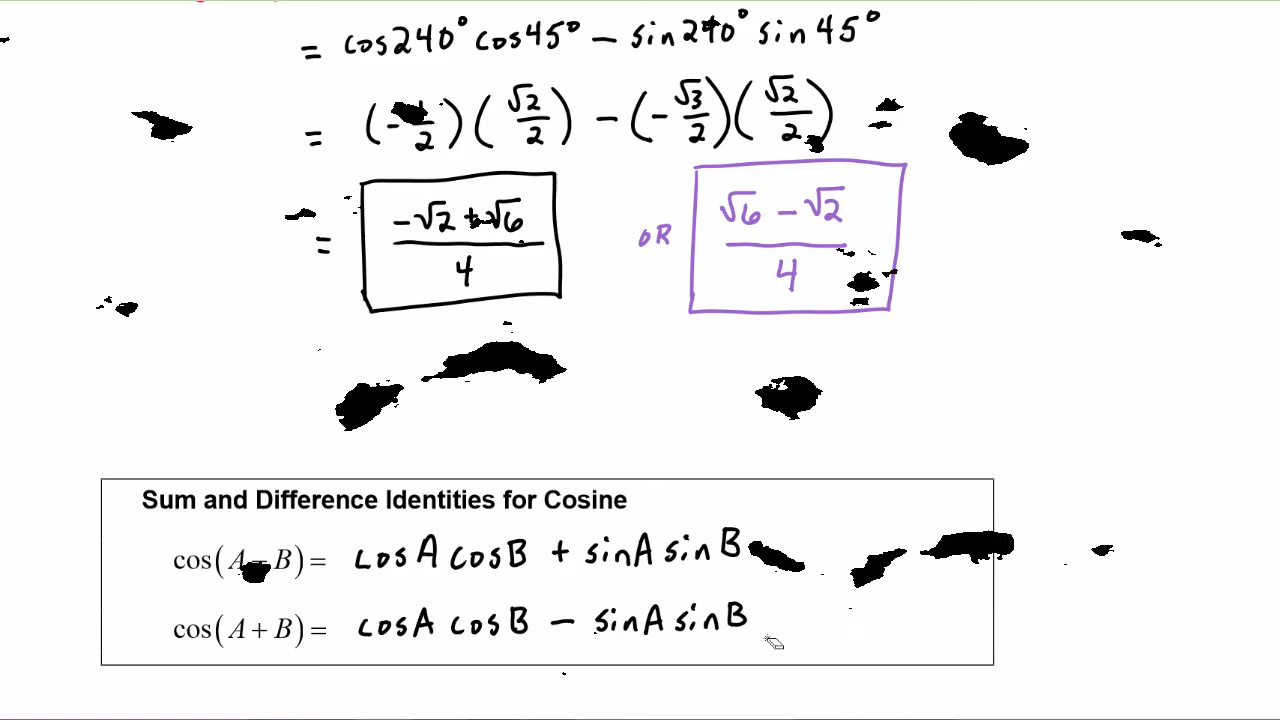 = cos240° cos45° − sin240° sin45°
= (−1/2)(√2/2) − (−√3/2)(√2/2)
= (−√2 + √6)/4 OR (√6 − √2)/4
Sum and Difference Identities for Cosine
cos(A − B) = cosA cosB + sinA sinB
cos(A + B) = cosA cosB − sinA sinB